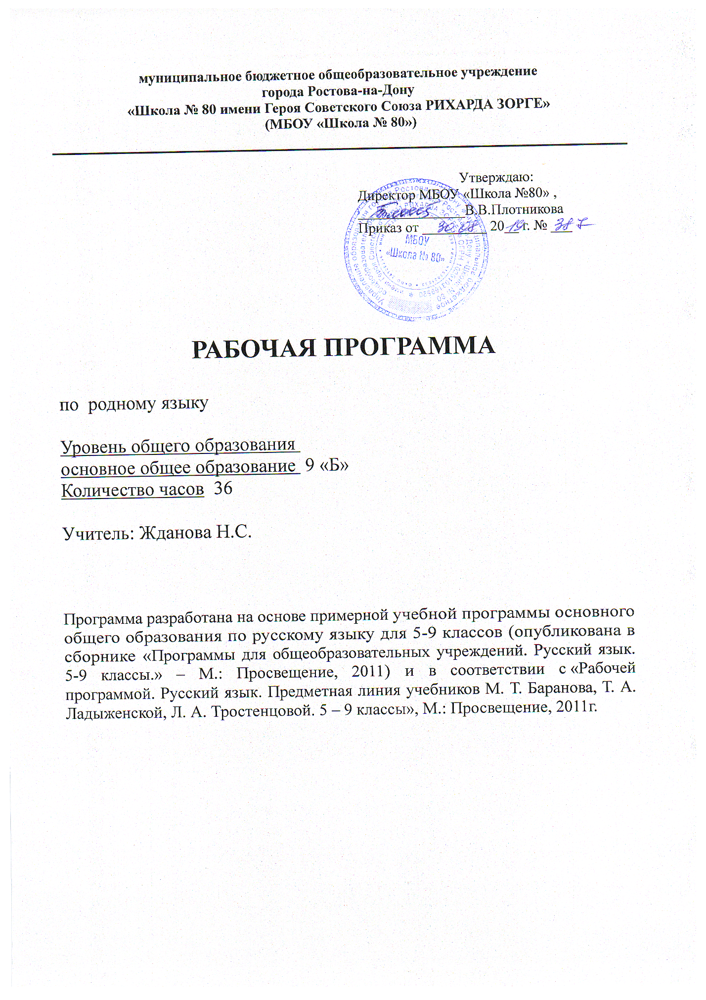 муниципальное бюджетное общеобразовательное учреждение
города Ростова-на-Дону
«Школа № 80 имени Героя Советского Союза РИХАРДА ЗОРГЕ»
(МБОУ «Школа № 80»)
Утверждаю:
Директор МБОУ «Школа №80» ,
В.В.Плотникова
Приказ от 30.08 2019г. № 387
МБОУ
«Школа № 80»
РАБОЧАЯ ПРОГРАММА
по родному языку
Уровень общего образования
основное общее образование 9 «Б»
Количество часов 36
Учитель: Жданова Н.С.
Программа разработана на основе примерной учебной программы основного
общего образования по русскому языку для 5-9 классов (опубликована в
сборнике «Программы для общеобразовательных учреждений. Русский язык.
5-9 классы.» – М.: Просвещение, 2011) и в соответствии с «Рабочей
программой. Русский язык. Предметная линия учебников М. Т. Баранова, Т. А.
Ладыженской, Л. А. Тростенцовой. 5 – 9 классы», М.: Просвещение, 2011г.